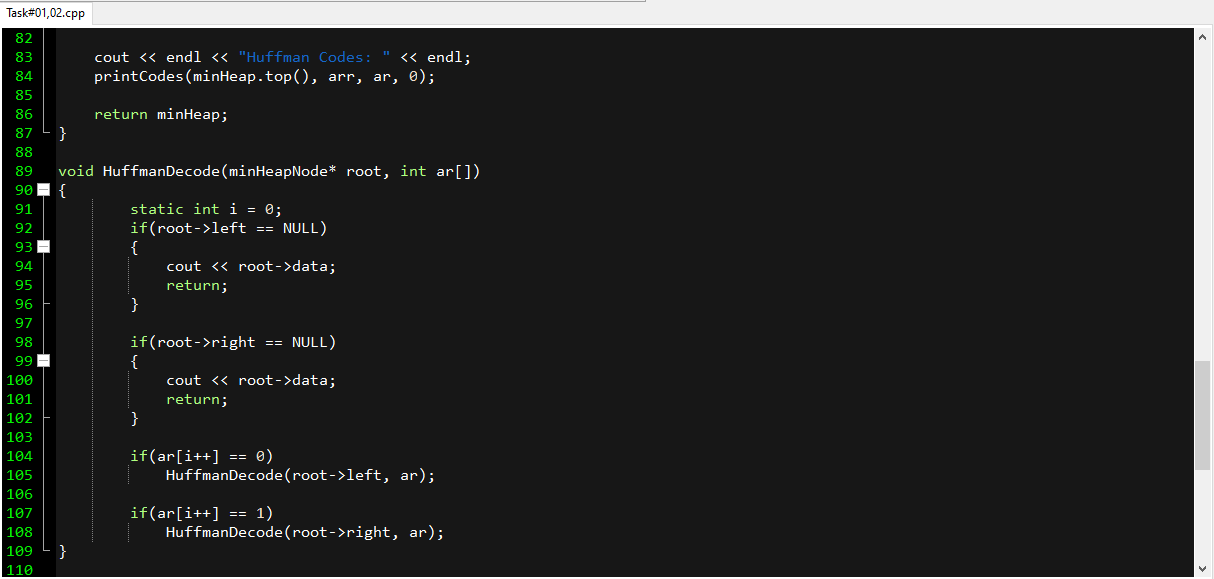 Task#01,02.cpp
82
83 cout << endl << "Huffman Codes: " << endl;
84 printCodes(minHeap.top(), arr, ar, 0);
85
86 return minHeap;
87 }
88
89 void HuffmanDecode(minHeapNode* root, int ar[])
90 {
91 static int i = 0;
92 if(root->left == NULL)
93 {
94 cout << root->data;
95 return;
96 }
97
98 if(root->right == NULL)
99 {
100 cout << root->data;
101 return;
102 }
103
104 if(ar[i++] == 0)
105 HuffmanDecode(root->left, ar);
106
107 if(ar[i++] == 1)
108 HuffmanDecode(root->right, ar);
109 }
110